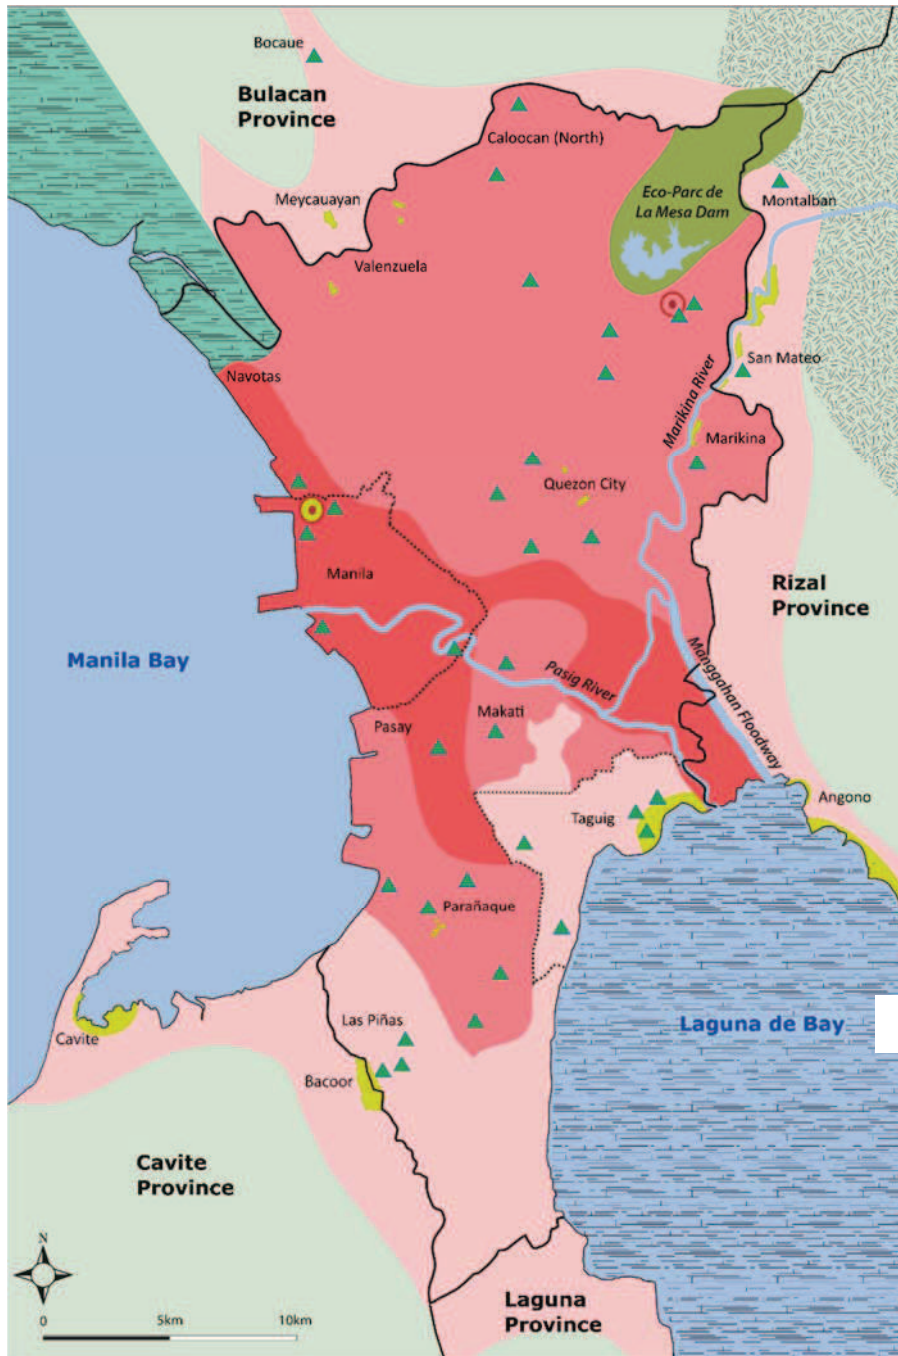 Bocaue
Bulacan
Province
Caloocan (North)
Eco-Parc de
La Mesa Dam
Montalban
Meycauayan
Valenzuela
San Mateo
Navotas
Marikina River
Marikina
Quezon City
Manila
Rizal
Province
Manila Bay
Pasig River
Manggahan Floodway
Makati
Pasay
Angono
Taguig
Parañaque
Las Piñas
Laguna de Bay
Cavite
Bacoor
Cavite
Province
N
Laguna
Province
0 5km 10km